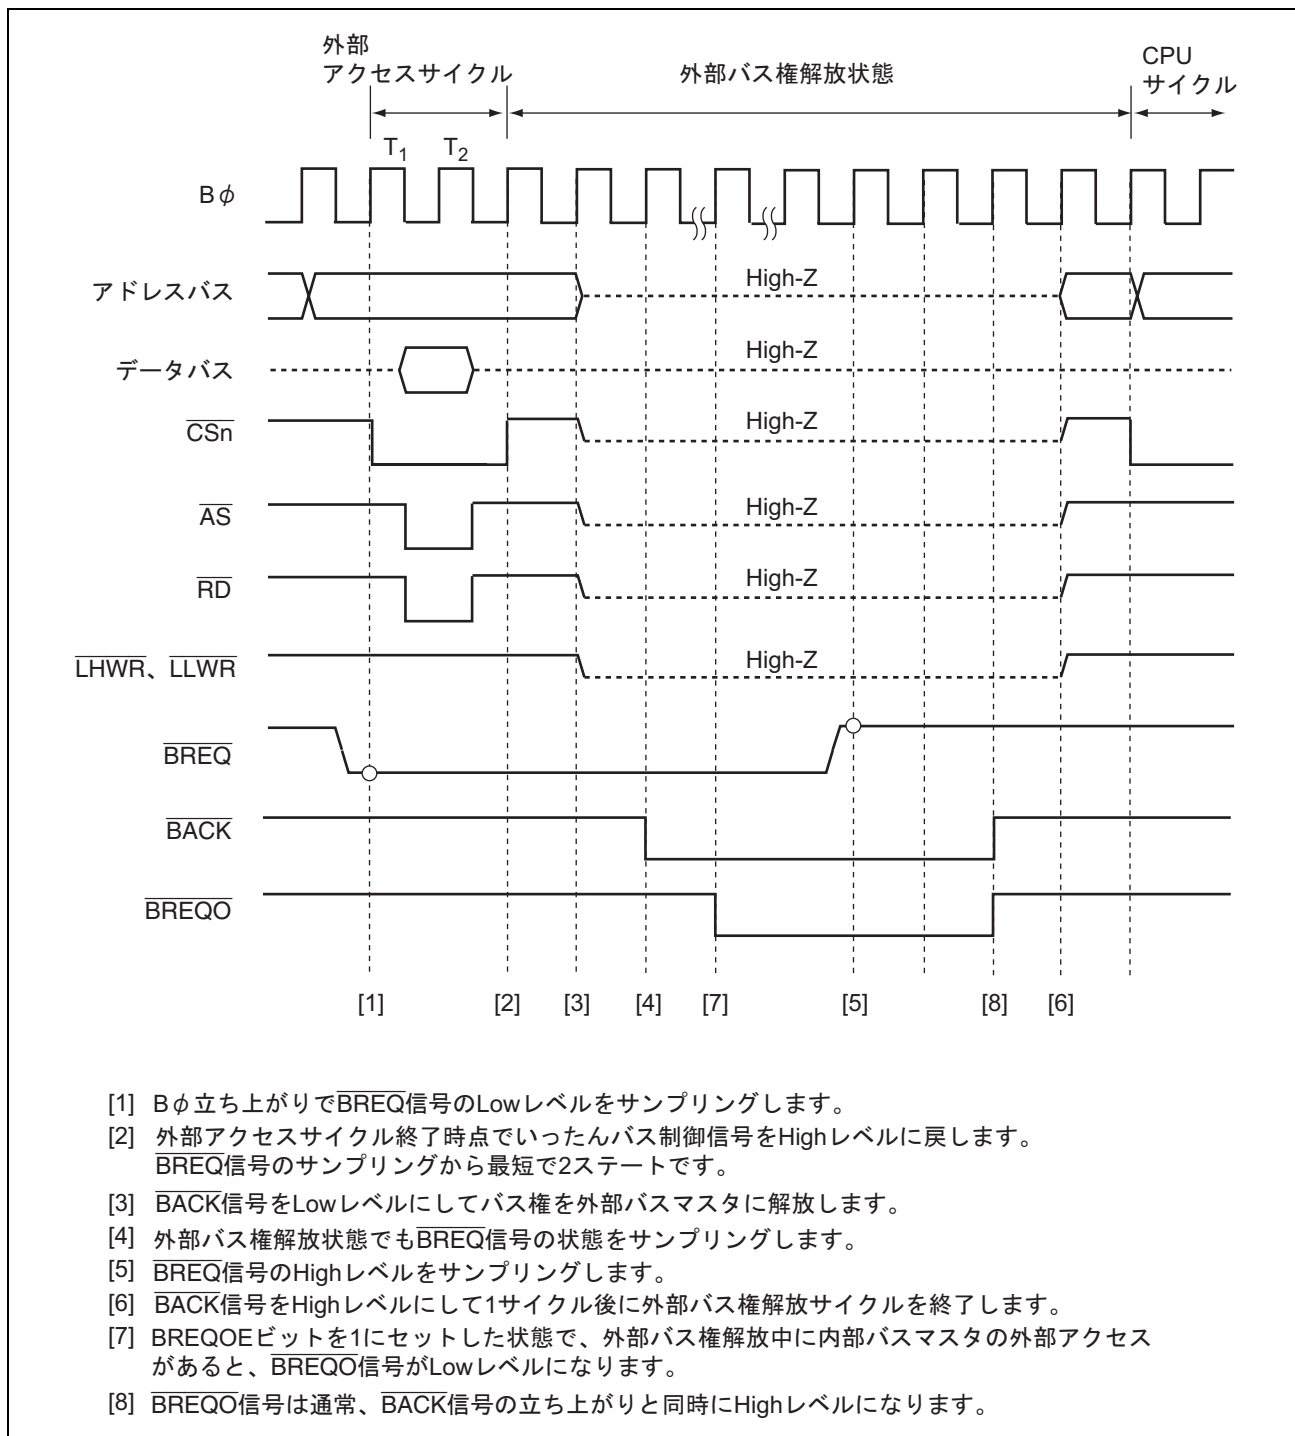 外部
アクセスサイクル
外部バス権解放状態
CPU
サイクル
T1
T2
Bφ
アドレスバス
High-Z
データバス
High-Z
CSn
High-Z
AS
High-Z
RD
High-Z
LHWR、LLWR
High-Z
BREQ
BACK
BREQO
[1] [2] [3] [4] [7] [5] [8] [6]
[1] Bφ立ち上がりでBREQ信号のLowレベルをサンプリングします。
[2] 外部アクセスサイクル終了時点でいったんバス制御信号をHighレベルに戻します。
BREQ信号のサンプリングから最短で2ステートです。
[3] BACK信号をLowレベルにしてバス権を外部バスマスタに解放します。
[4] 外部バス権解放状態でもBREQ信号の状態をサンプリングします。
[5] BREQ信号のHighレベルをサンプリングします。
[6] BACK信号をHighレベルにして1サイクル後に外部バス権解放サイクルを終了します。
[7] BREQOEビットを1にセットした状態で、外部バス権解放中に内部バスマスタの外部アクセス
があると、BREQO信号がLowレベルになります。
[8] BREQO信号は通常、BACK信号の立ち上がりと同時にHighレベルになります。